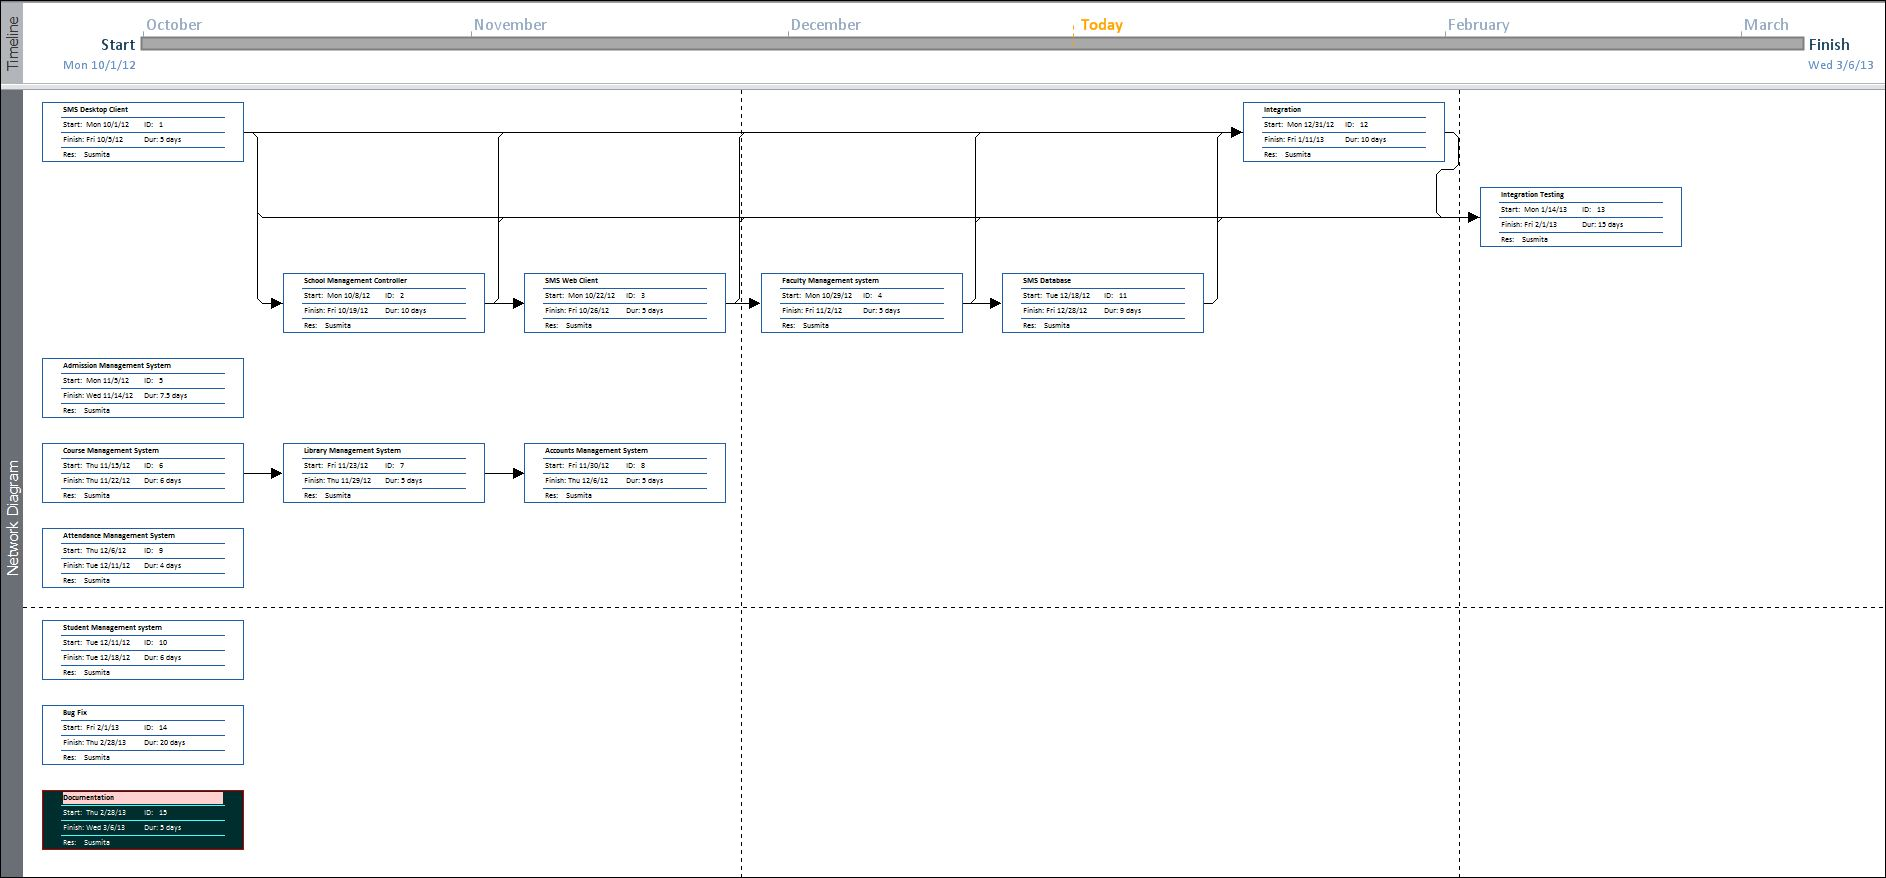 Timeline
October
November
December
Today
February
March
Start
Finish
Mon 10/1/12
Wed 3/6/13
Network Diagram
SMS Desktop Client
Start: Mon 10/1/12 ID: 1
Finish: Fri 10/5/12 Dur: 5 days
Res: Susmita
Integration
Start: Mon 12/31/12 ID: 12
Finish: Fri 1/11/13 Dur: 10 days
Res: Susmita
Integration Testing
Start: Mon 1/14/13 ID: 13
Finish: Fri 2/1/13 Dur: 15 days
Res: Susmita
School Management Controller
Start: Mon 10/8/12 ID: 2
Finish: Fri 10/19/12 Dur: 10 days
Res: Susmita
SMS Web Client
Start: Mon 10/22/12 ID: 3
Finish: Fri 10/26/12 Dur: 5 days
Res: Susmita
Faculty Management system
Start: Mon 10/29/12 ID: 4
Finish: Fri 11/2/12 Dur: 5 days
Res: Susmita
SMS Database
Start: Tue 12/18/12 ID: 11
Finish: Fri 12/28/12 Dur: 9 days
Res: Susmita
Admission Management System
Start: Mon 11/5/12 ID: 5
Finish: Wed 11/14/12 Dur: 7.5 days
Res: Susmita
Course Management System
Start: Thu 11/15/12 ID: 6
Finish: Thu 11/22/12 Dur: 6 days
Res: Susmita
Library Management System
Start: Fri 11/23/12 ID: 7
Finish: Thu 11/29/12 Dur: 5 days
Res: Susmita
Accounts Management System
Start: Fri 11/30/12 ID: 8
Finish: Thu 12/6/12 Dur: 5 days
Res: Susmita
Attendance Management System
Start: Thu 12/6/12 ID: 9
Finish: Tue 12/11/12 Dur: 4 days
Res: Susmita
Student Management system
Start: Tue 12/11/12 ID: 10
Finish: Tue 12/18/12 Dur: 6 days
Res: Susmita
Bug Fix
Start: Fri 2/1/13 ID: 14
Finish: Thu 2/28/13 Dur: 20 days
Res: Susmita
Documentation
Start: Thu 2/28/13 ID: 15
Finish: Wed 3/6/13 Dur: 5 days
Res: Susmita